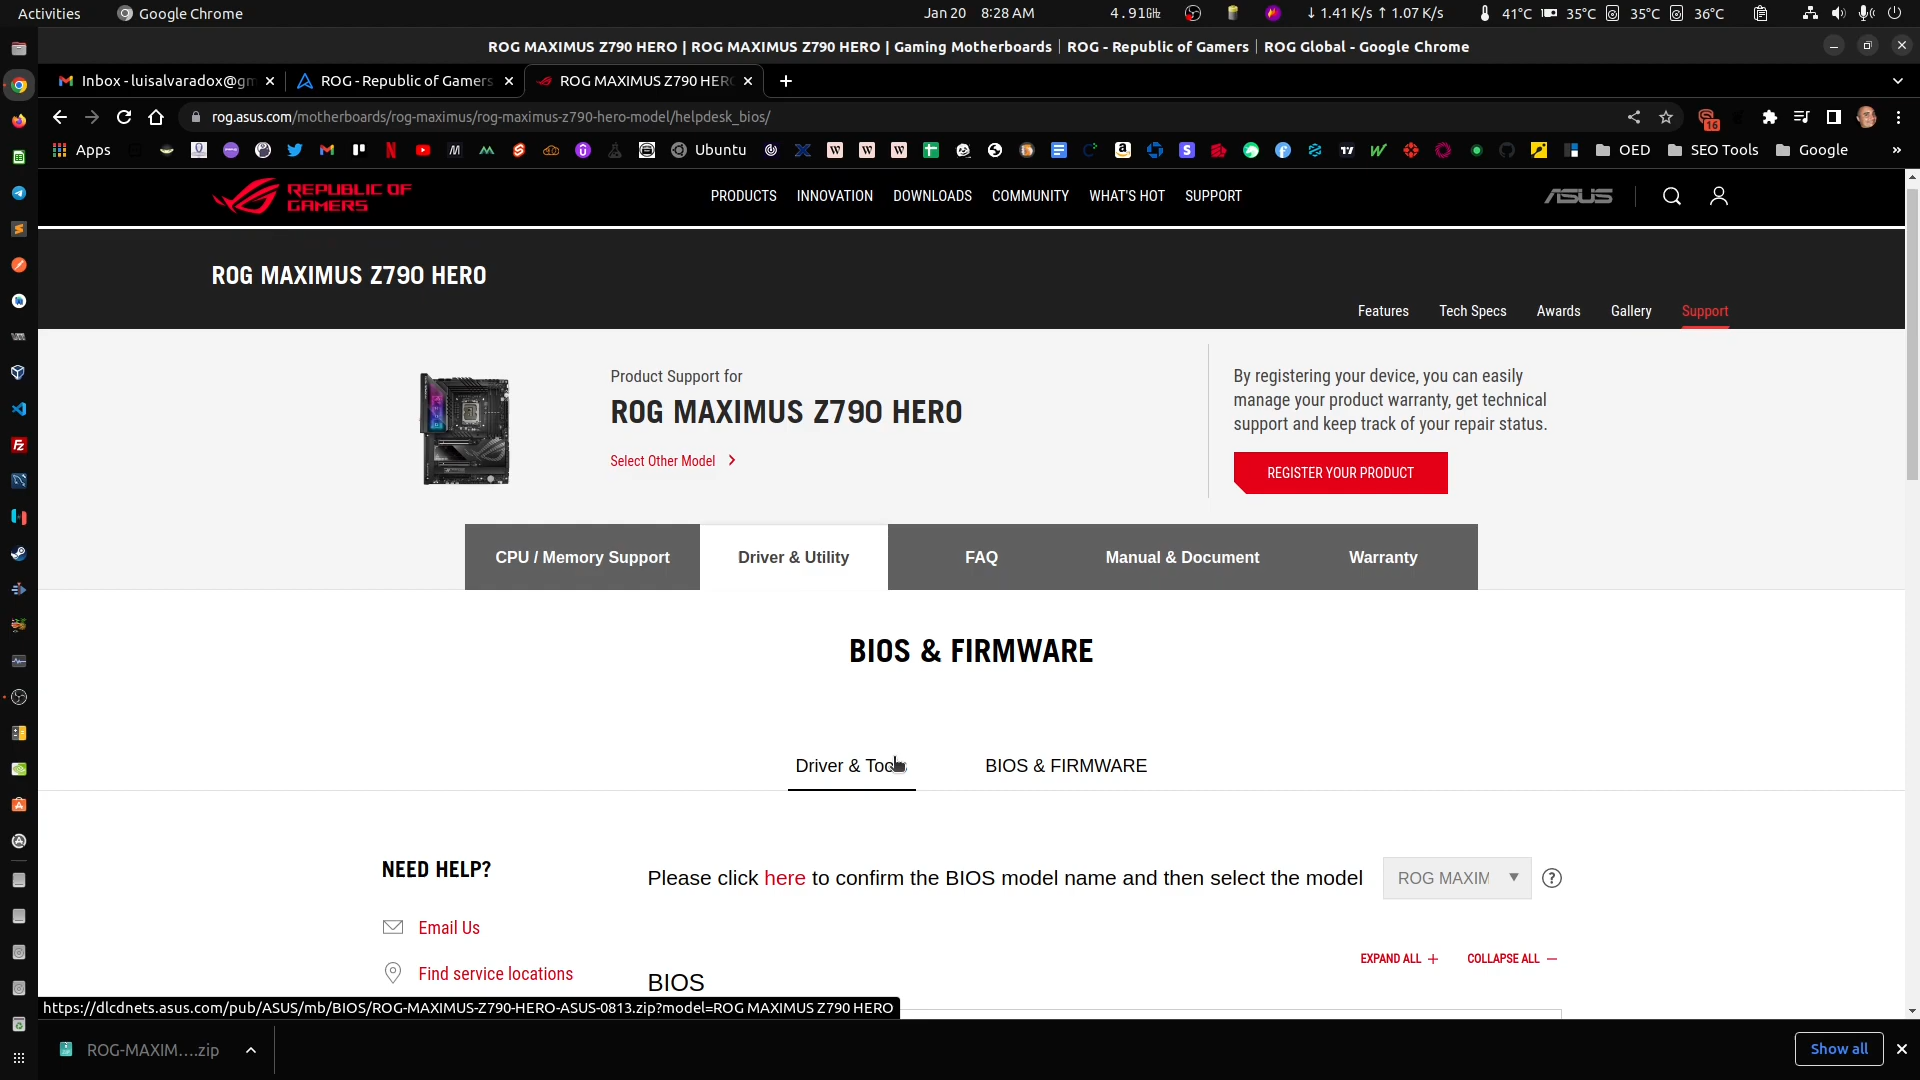 Activities
Google Chrome
Jan 20 8:28 AM
4.91GHz
↓ 1.41 K/s ↑ 1.07 K/s
41°C
35°C
35°C
36°C
ROG MAXIMUS Z790 HERO | ROG MAXIMUS Z790 HERO | Gaming Motherboards｜ROG - Republic of Gamers｜ROG Global - Google Chrome
Inbox - luisalvaradox@gm
ROG - Republic of Gamers
ROG MAXIMUS Z790 HERO
rog.asus.com/motherboards/rog-maximus/rog-maximus-z790-hero-model/helpdesk_bios/
16
Apps
Ubuntu
OED
SEO Tools
Google
»
REPUBLIC OF
GAMERS
PRODUCTS
INNOVATION
DOWNLOADS
COMMUNITY
WHAT'S HOT
SUPPORT
ASUS
ROG MAXIMUS Z790 HERO
Features
Tech Specs
Awards
Gallery
Support
Product Support for
ROG MAXIMUS Z790 HERO
Select Other Model
By registering your device, you can easily
manage your product warranty, get technical
support and keep track of your repair status.
REGISTER YOUR PRODUCT
CPU / Memory Support
Driver & Utility
FAQ
Manual & Document
Warranty
BIOS & FIRMWARE
Driver & Tools
BIOS & FIRMWARE
NEED HELP?
Please click here to confirm the BIOS model name and then select the model
ROG MAXIM
?
Email Us
EXPAND ALL +
COLLAPSE ALL −
Find service locations
BIOS
https://dlcdnets.asus.com/pub/ASUS/mb/BIOS/ROG-MAXIMUS-Z790-HERO-ASUS-0813.zip?model=ROG MAXIMUS Z790 HERO
ROG-MAXIM....zip
Show all